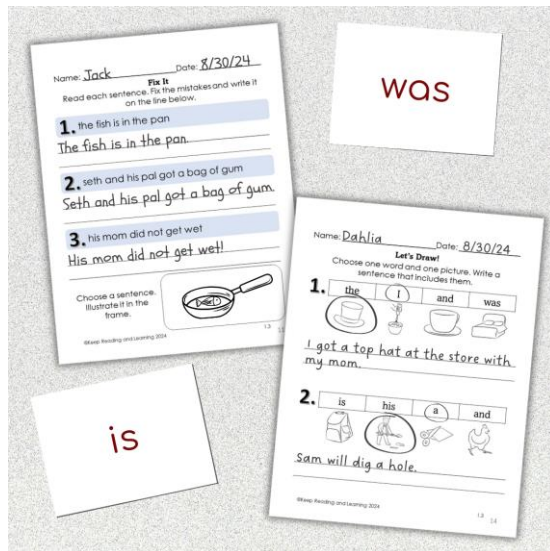 Name: Jack Date: 8/30/24
Fix It
Read each sentence. Fix the mistakes and write it
on the line below.
1. the fish is in the pan
The fish is in the pan.
2. seth and his pal got a bag of gum
Seth and his pal got a bag of gum.
3. his mom did not get wet
His mom did not get wet!
Choose a sentence.
Illustrate it in the
frame.
©Keep Reading and Learning 2024
1.3
was
Name: Dahlia Date: 8/30/24
Let's Draw!
Choose one word and one picture. Write a
sentence that includes them.
1. the I and was
I got a top hat at the store with
my mom.
2. is his a and
Sam will dig a hole.
©Keep Reading and Learning 2024
1.3 14
is